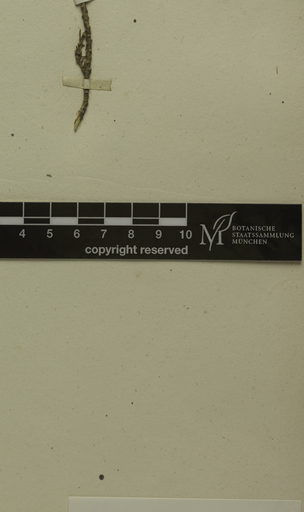 4 5 6 7 8 9 10
copyright reserved
M
BOTANISCHE
STAATSSAMMLUNG
MÜNCHEN